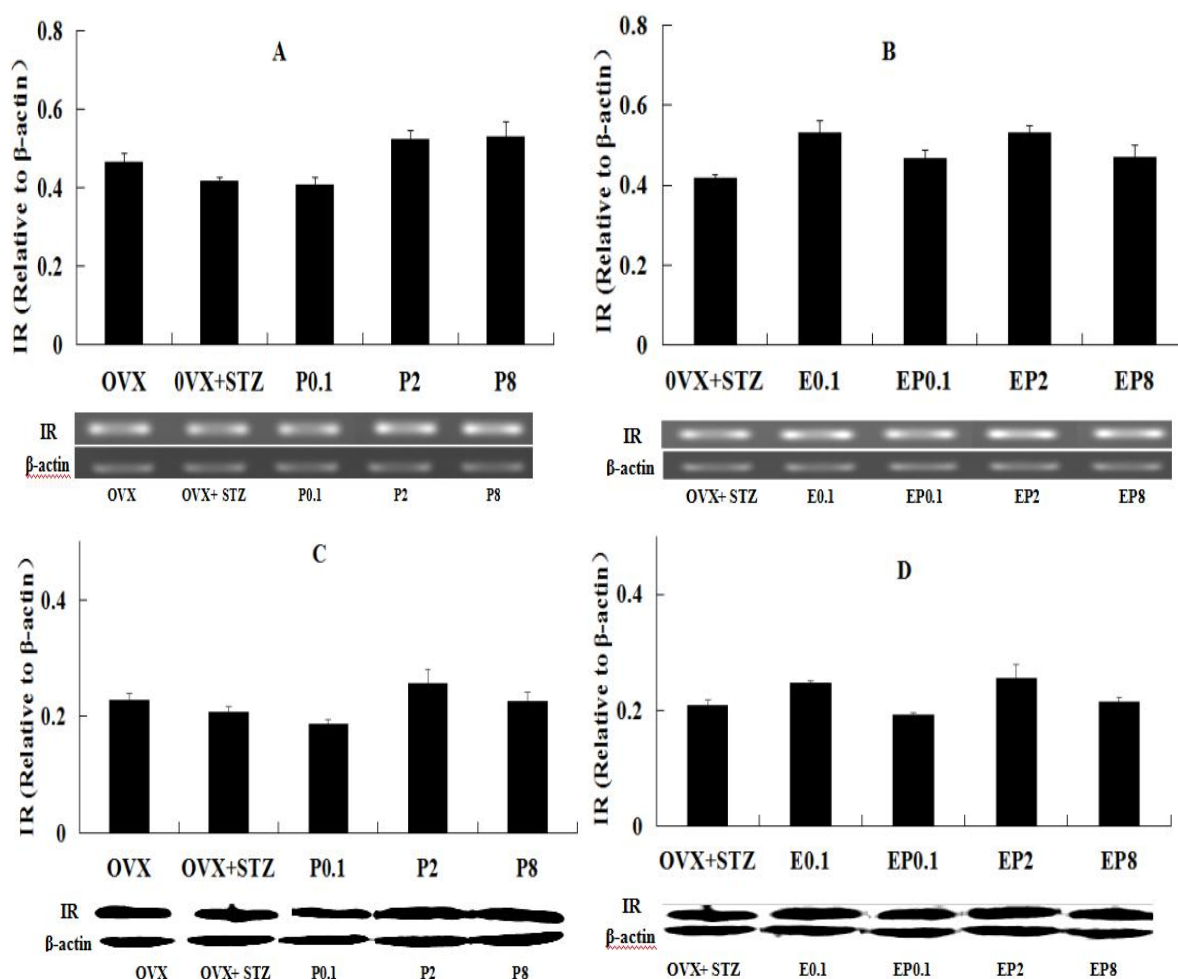 A
IR (Relative to β-actin)
0.8
0.6
0.4
0.2
0
OVX 0VX+STZ P0.1 P2 P8
IR
β-actin
OVX OVX+ STZ P0.1 P2 P8
B
IR (Relative to β-actin)
0.8
0.6
0.4
0.2
0
0VX+STZ E0.1 EP0.1 EP2 EP8
IR
β-actin
OVX+ STZ E0.1 EP0.1 EP2 EP8
C
IR (Relative to β-actin)
0.4
0.2
0
OVX OVX+STZ P0.1 P2 P8
IR
β-actin
OVX OVX+ STZ P0.1 P2 P8
D
IR (Relative to β-actin)
0.4
0.2
0
OVX+STZ E0.1 EP0.1 EP2 EP8
IR
β-actin
OVX+ STZ E0.1 EP0.1 EP2 EP8